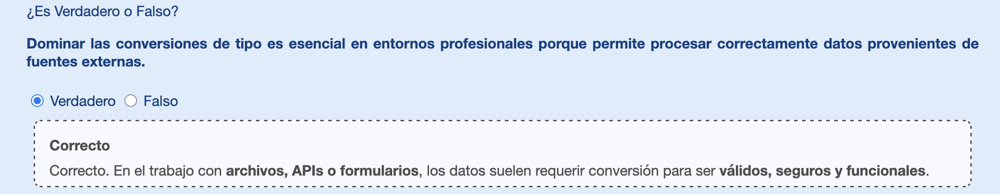 ¿Es Verdadero o Falso?
Dominar las conversiones de tipo es esencial en entornos profesionales porque permite procesar correctamente datos provenientes de
fuentes externas.
Verdadero Falso
Correcto
Correcto. En el trabajo con archivos, APIs o formularios, los datos suelen requerir conversión para ser válidos, seguros y funcionales.